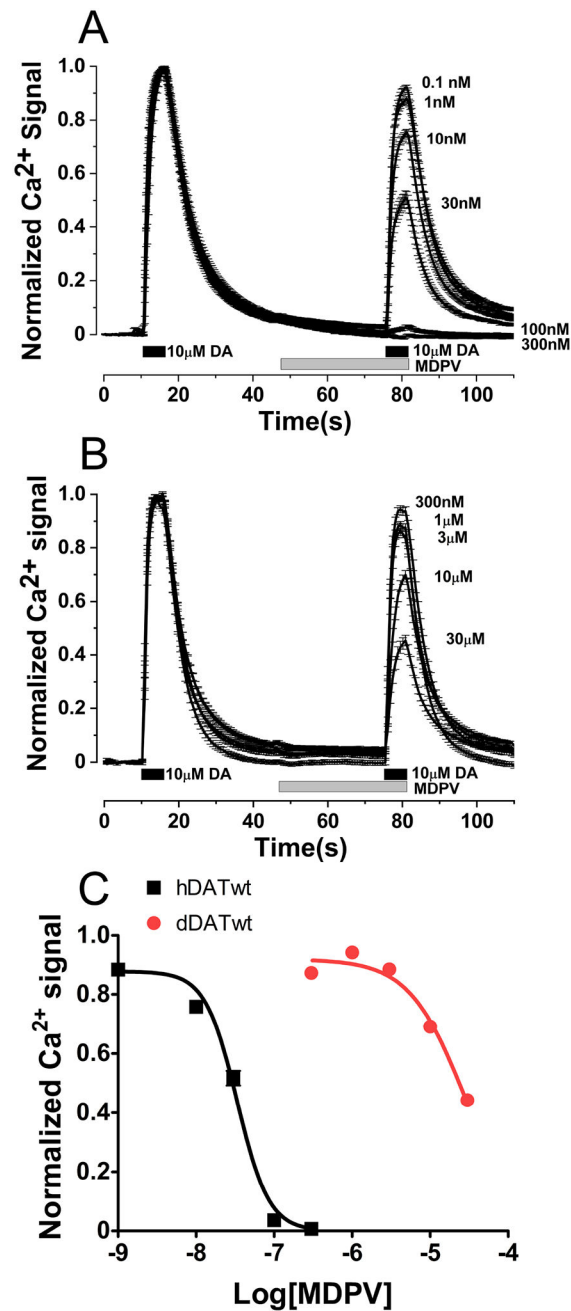 A
Normalized Ca2+ Signal
1.0
0.8
0.6
0.4
0.2
0
0.1 nM
1nM
10nM
30nM
100nM
300nM
10μM DA
10μM DA
MDPV
0 20 40 60 80 100
Time(s)
B
Normalized Ca2+ signal
1.0
0.8
0.6
0.4
0.2
0
300nM
1μM
3μM
10μM
30μM
10μM DA
10μM DA
MDPV
0 20 40 60 80 100
Time(s)
C
hDATwt
dDATwt
Normalized Ca2+ signal
1.0
0.8
0.6
0.4
0.2
0
-9 -8 -7 -6 -5 -4
Log[MDPV]